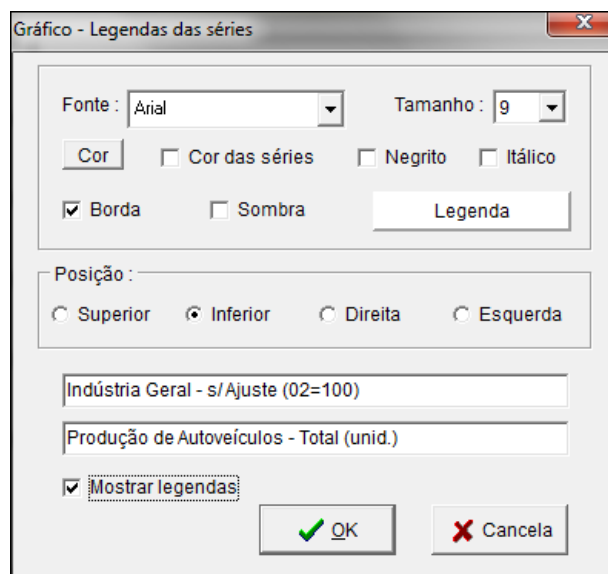 Gráfico - Legendas das séries
Fonte : Arial Tamanho : 9
Cor Cor das séries Negrito Itálico
Borda Sombra Legenda
Posição :
Superior Inferior Direita Esquerda
Indústria Geral - s/ Ajuste (02=100)
Produção de Autoveículos - Total (unid.)
Mostrar legendas
OK Cancela